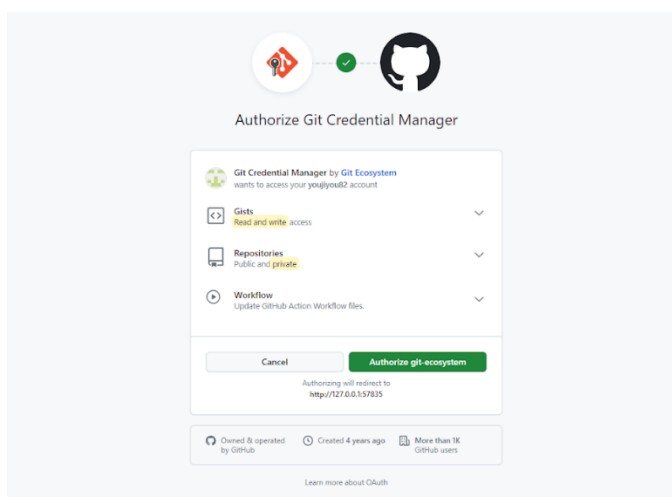 Authorize Git Credential Manager
Git Credential Manager by Git Ecosystem
wants to access your youjiyou82 account
Gists
Read and write access
Repositories
Public and private
Workflow
Update GitHub Action Workflow files.
Cancel
Authorize git-ecosystem
Authorizing will redirect to
http://127.0.0.1:57835
Owned & operated
by GitHub
Created 4 years ago
More than 1K
GitHub users
Learn more about OAuth